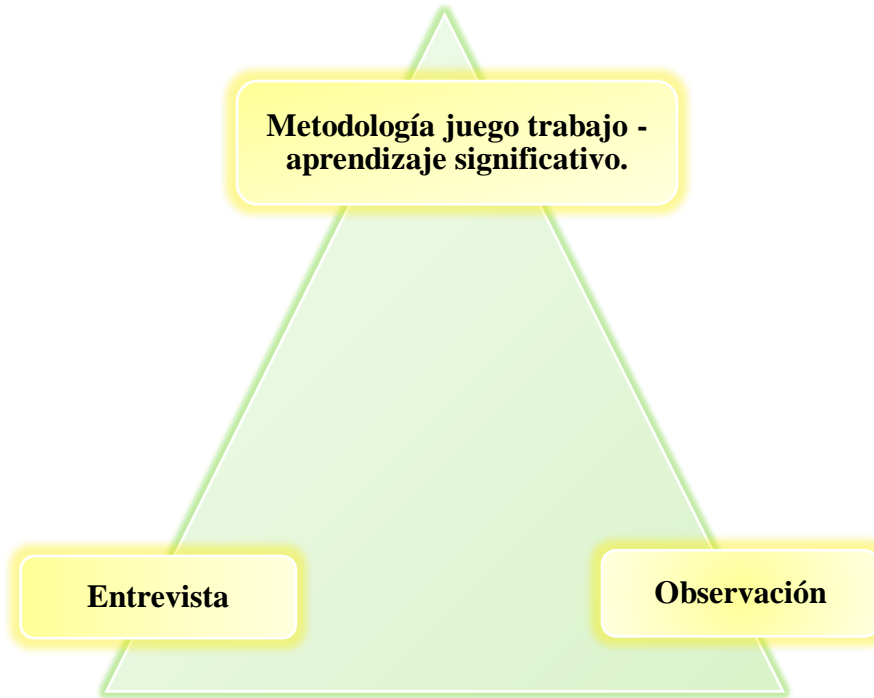 Metodología juego trabajo -
aprendizaje significativo.
Entrevista
Observación